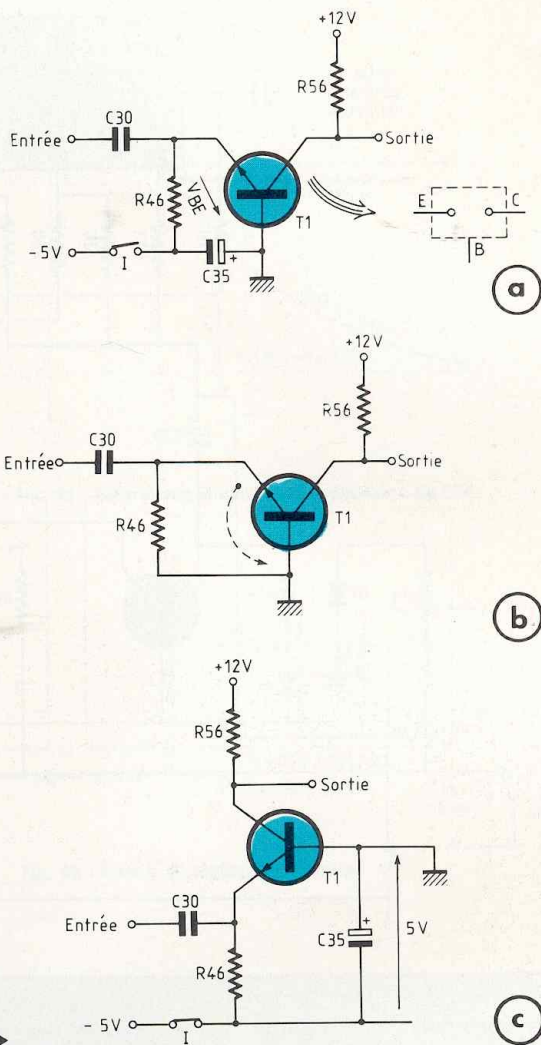 +12V
R56
C30
Entrée
Sortie
R46
VBE
T1
E
C
B
-5V
I
C35
+
a
+12V
R56
C30
Entrée
Sortie
R46
T1
b
+12V
R56
Sortie
T1
C30
Entrée
+
C35
5V
R46
- 5V
I
c